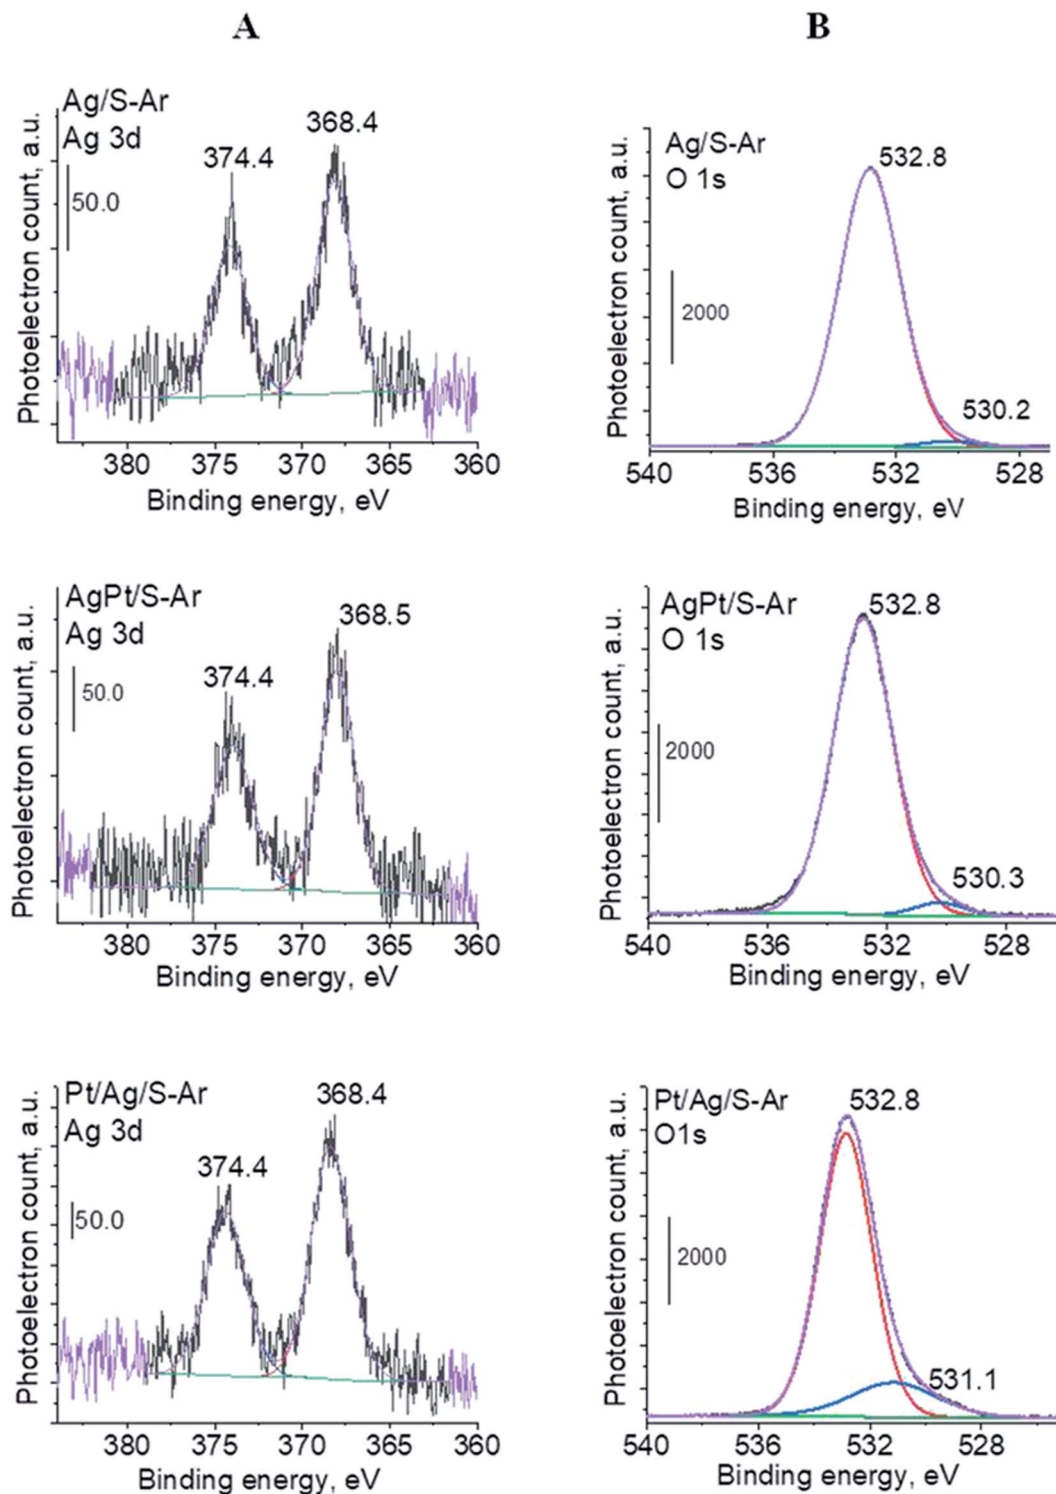 A
B
Ag/S-Ar
Ag 3d
374.4
368.4
50.0
Photoelectron count, a.u.
380 375 370 365 360
Binding energy, eV
Ag/S-Ar
O 1s
532.8
2000
530.2
Photoelectron count, a.u.
540 536 532 528
Binding energy, eV
AgPt/S-Ar
Ag 3d
374.4
368.5
50.0
Photoelectron count, a.u.
380 375 370 365 360
Binding energy, eV
AgPt/S-Ar
O 1s
532.8
2000
530.3
Photoelectron count, a.u.
540 536 532 528
Binding energy, eV
Pt/Ag/S-Ar
Ag 3d
374.4
368.4
50.0
Photoelectron count, a.u.
380 375 370 365 360
Binding energy, eV
Pt/Ag/S-Ar
O1s
532.8
2000
531.1
Photoelectron count, a.u.
540 536 532 528
Binding energy, eV